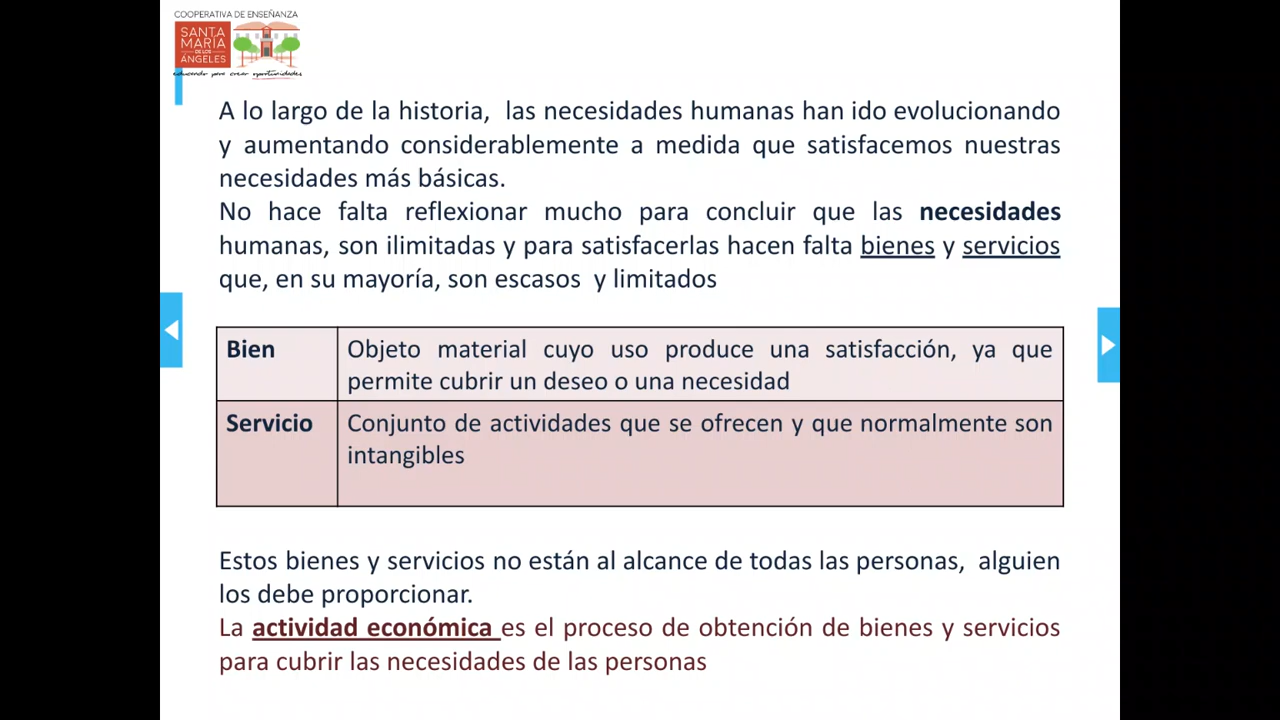 COOPERATIVA DE ENSEÑANZA
SANTA
MARÍA
DE LOS
ÁNGELES
educando para crear oportunidades
A lo largo de la historia, las necesidades humanas han ido evolucionando
y aumentando considerablemente a medida que satisfacemos nuestras
necesidades más básicas.
No hace falta reflexionar mucho para concluir que las necesidades
humanas, son ilimitadas y para satisfacerlas hacen falta bienes y servicios
que, en su mayoría, son escasos y limitados
Bien
Objeto material cuyo uso produce una satisfacción, ya que
permite cubrir un deseo o una necesidad
Servicio
Conjunto de actividades que se ofrecen y que normalmente son
intangibles
Estos bienes y servicios no están al alcance de todas las personas, alguien
los debe proporcionar.
La actividad económica es el proceso de obtención de bienes y servicios
para cubrir las necesidades de las personas